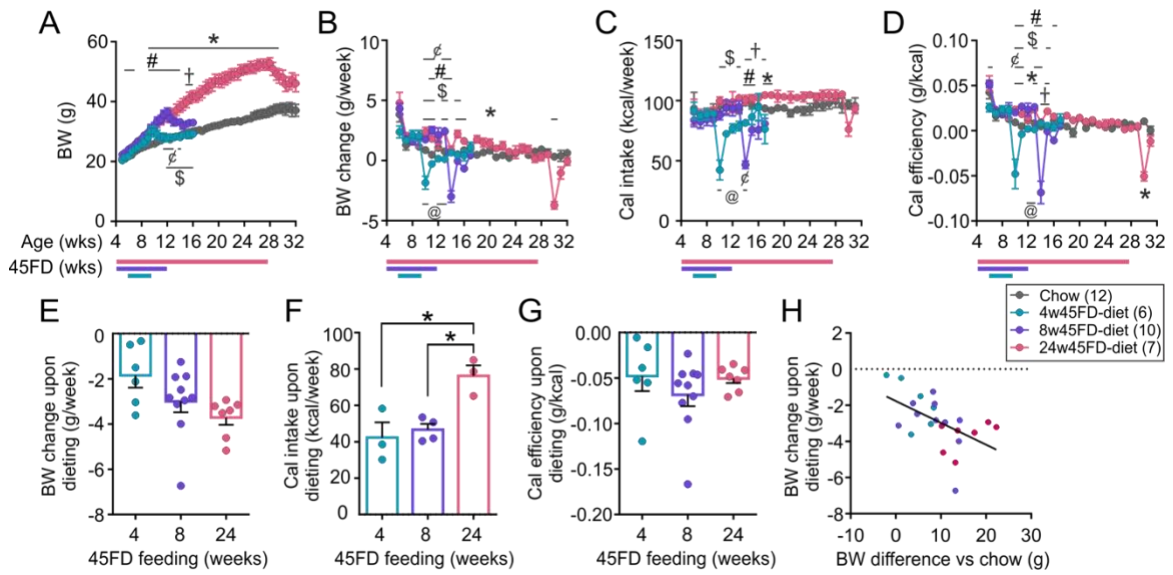 A
BW (g)
60
40
20
0
*
#
†
¢
$
4 8 12 16 20 24 28 32
B
BW change (g/week)
10
5
0
-5
¢
#
$
*
@
4 8 12 16 20 24 28 32
C
Cal intake (kcal/week)
150
100
50
0
$ †
# *
¢
@
4 8 12 16 20 24 28 32
D
Cal efficiency (g/kcal)
0.10
0.05
0.00
-0.05
-0.10
#
$
¢
*
†
@
*
4 8 12 16 20 24 28 32
Age (wks)
45FD (wks)
Chow (12)
4w45FD-diet (6)
8w45FD-diet (10)
24w45FD-diet (7)
E
BW change upon
dieting (g/week)
0
-2
-4
-6
-8
4 8 24
45FD feeding (weeks)
F
Cal intake upon
dieting (kcal/week)
100
80
60
40
20
0
*
*
4 8 24
45FD feeding (weeks)
G
Cal efficiency upon
dieting (g/kcal)
0.00
-0.05
-0.10
-0.15
-0.20
4 8 24
45FD feeding (weeks)
H
BW change upon
dieting (g/week)
2
0
-2
-4
-6
-8
-10 0 10 20 30
BW difference vs chow (g)